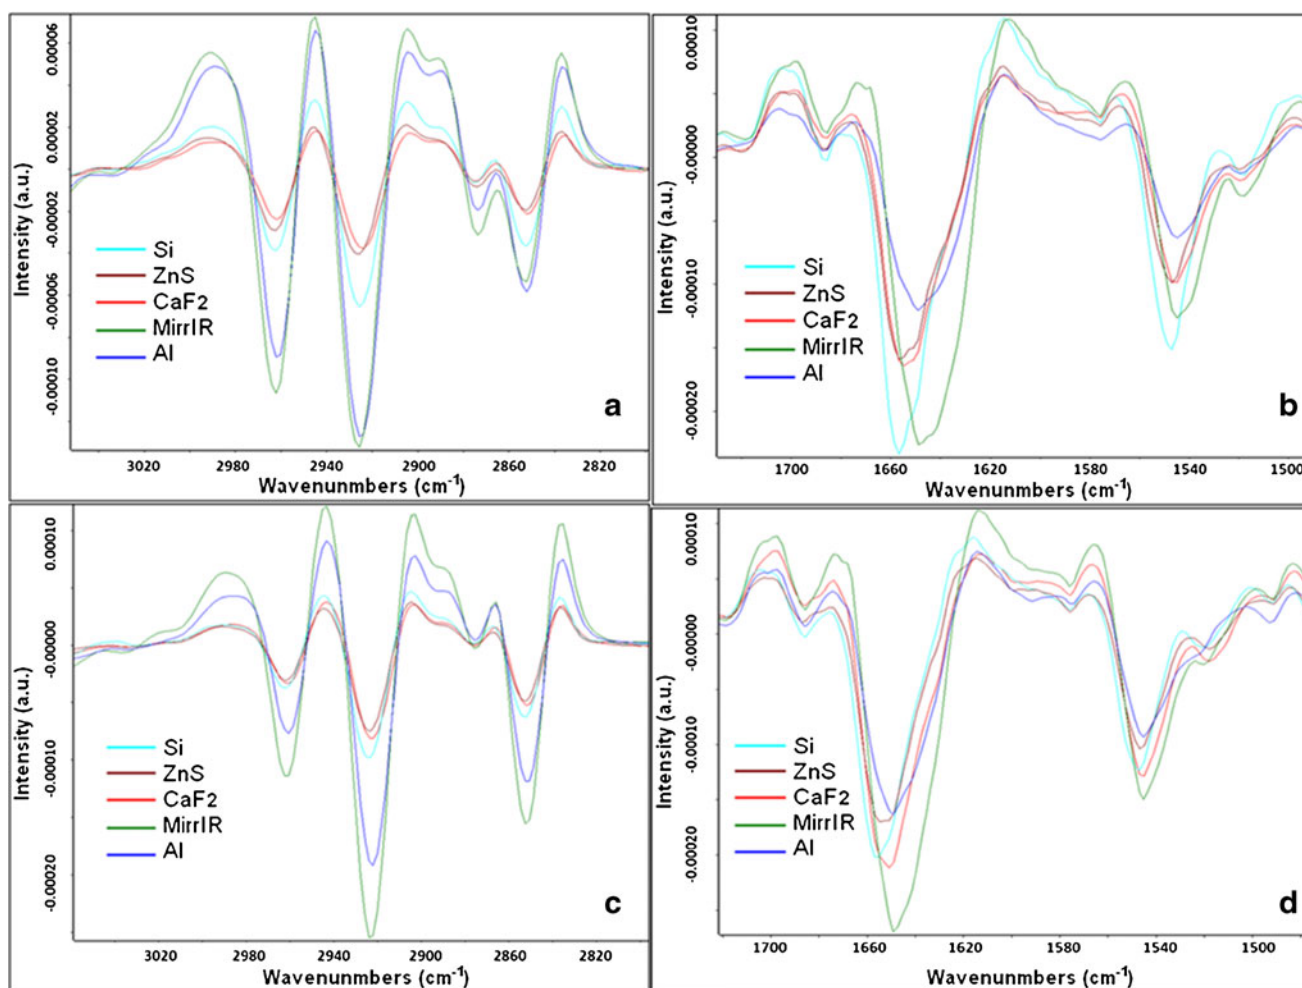 0.00006
0.00002
-0.00002
-0.00006
-0.00010
Intensity (a.u.)
Si
ZnS
CaF2
MirrIR
Al
a
3020 2980 2940 2900 2860 2820
Wavenunmbers (cm⁻¹)
0.00010
-0.00000
-0.00010
-0.00020
Intensity (a.u.)
Si
ZnS
CaF2
MirrIR
Al
b
1700 1660 1620 1580 1540 1500
Wavenunmbers (cm⁻¹)
0.00010
-0.00000
-0.00010
-0.00020
Intensity (a.u.)
Si
ZnS
CaF2
MirrIR
Al
c
3020 2980 2940 2900 2860 2820
Wavenunmbers (cm⁻¹)
0.00010
-0.00000
-0.00010
-0.00020
Intensity (a.u.)
Si
ZnS
CaF2
MirrIR
Al
d
1700 1660 1620 1580 1540 1500
Wavenunmbers (cm⁻¹)